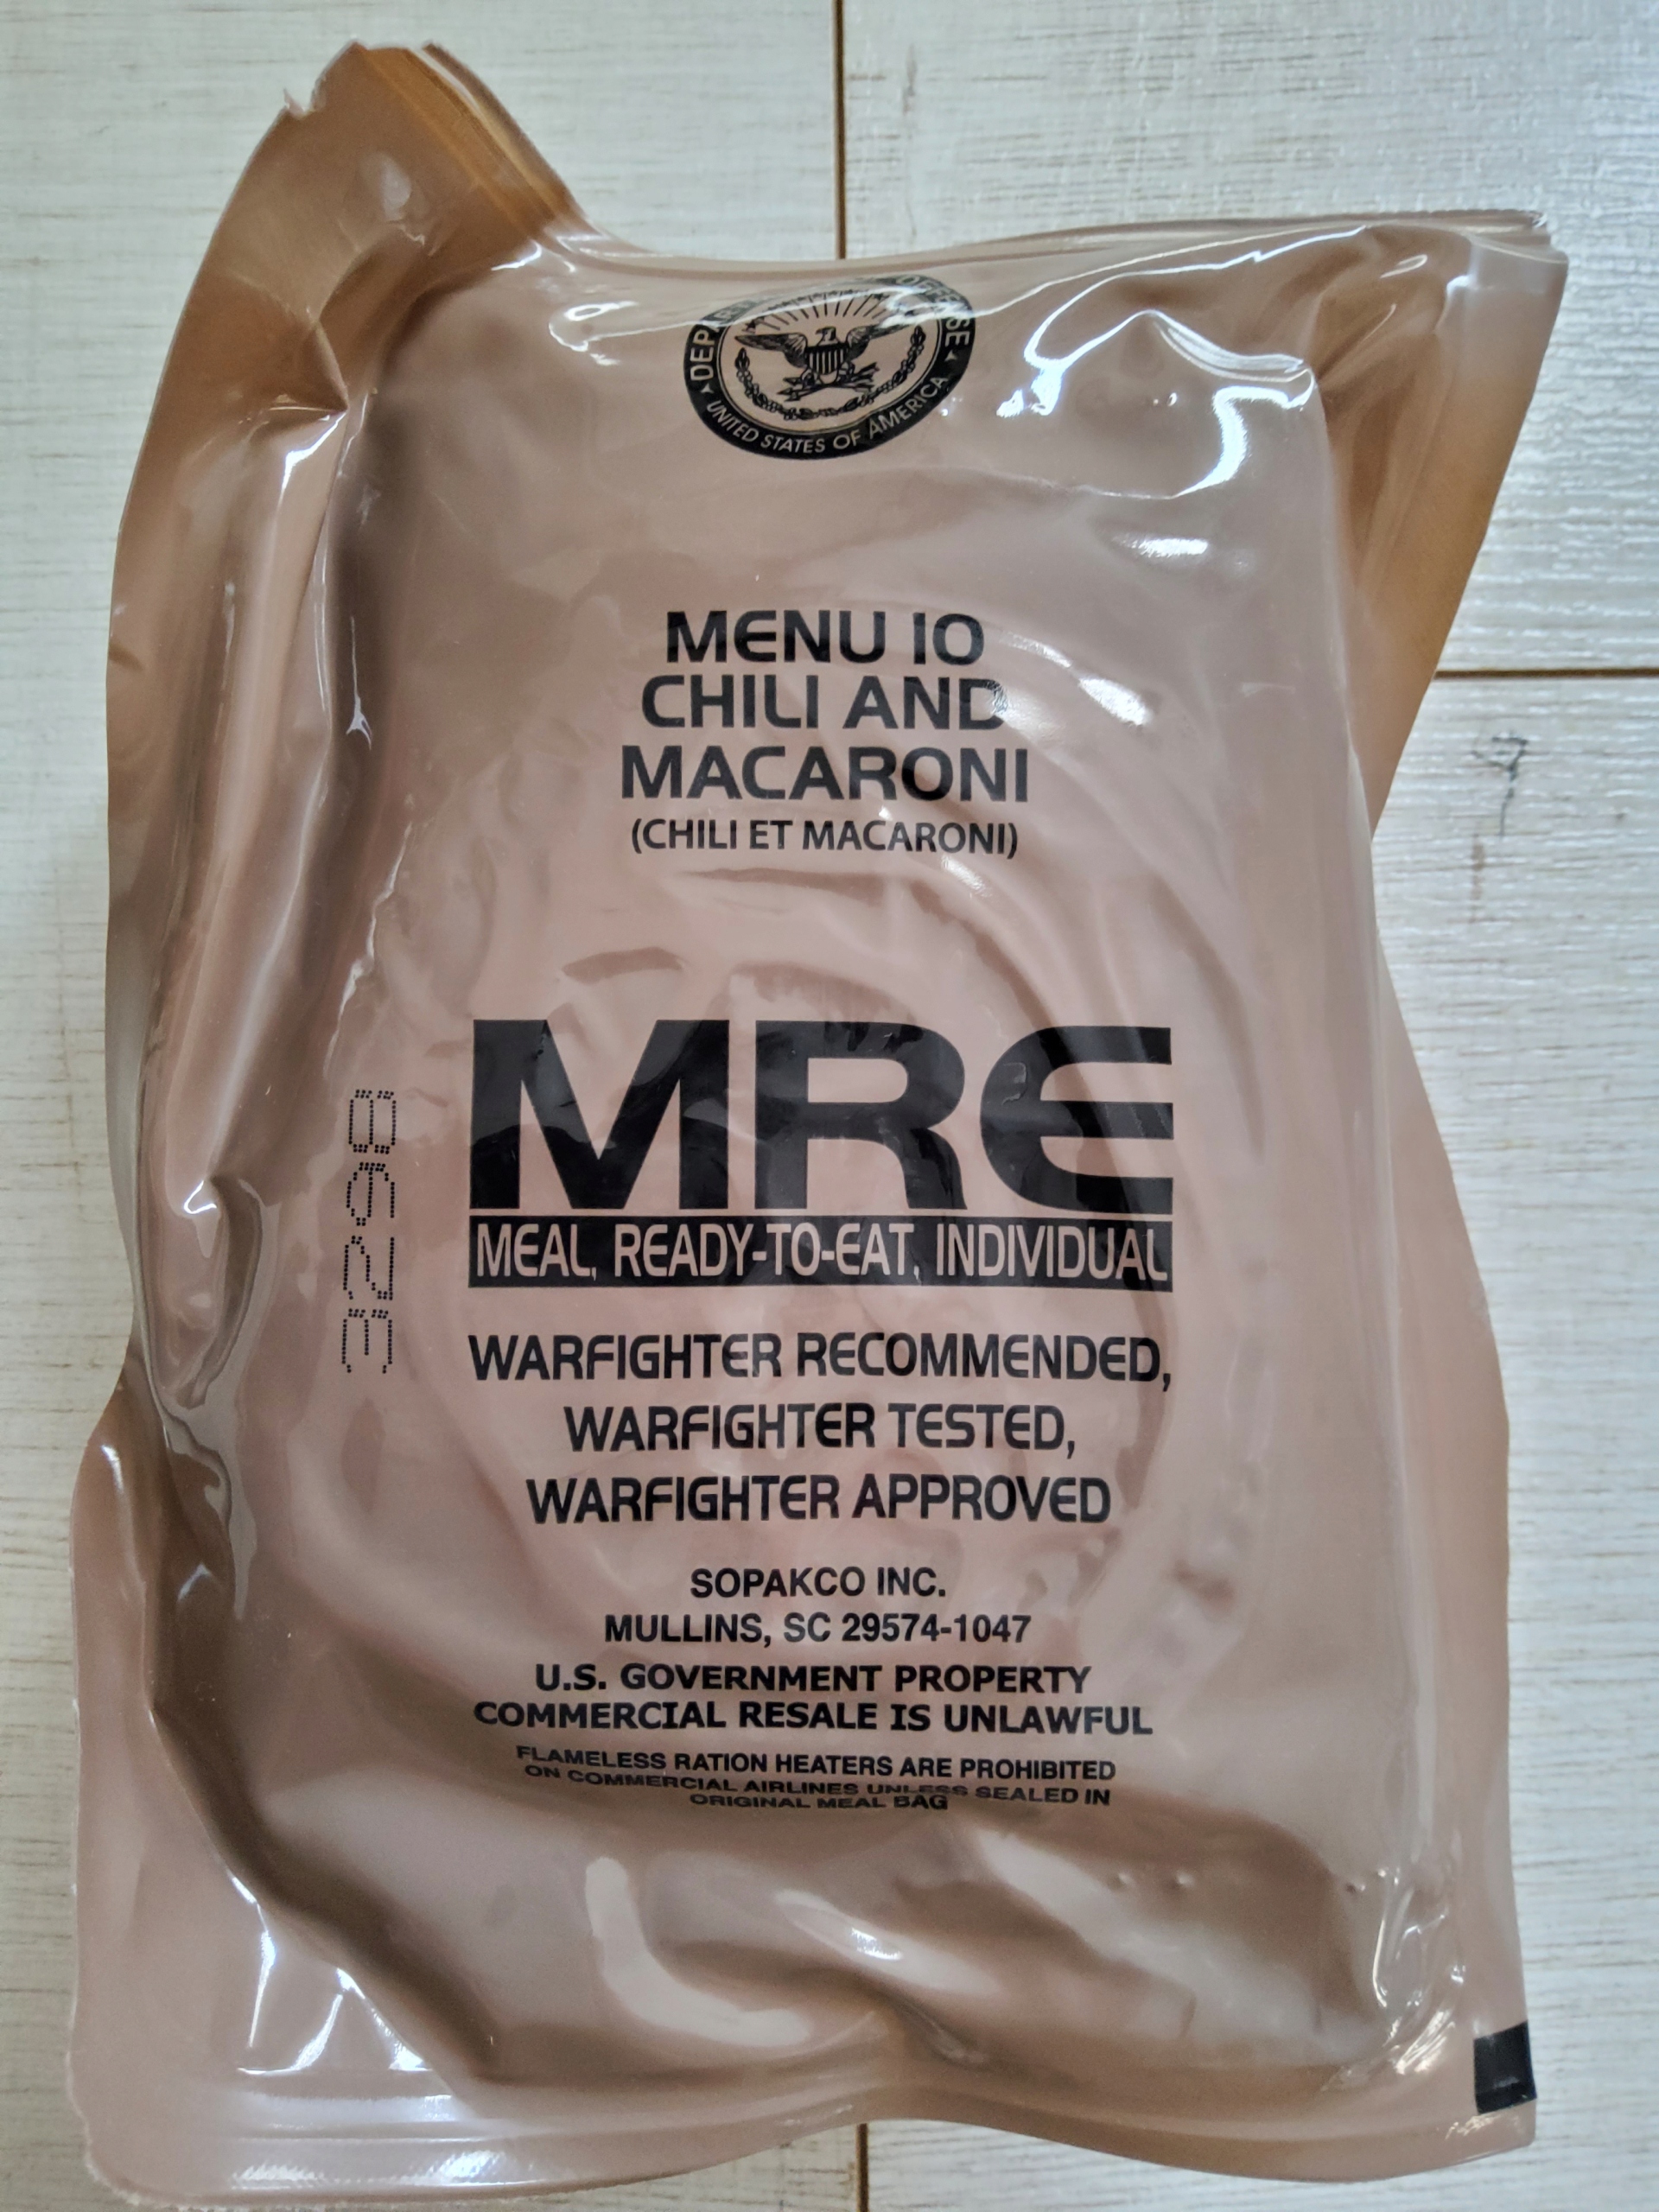 DEPARTMENT OF DEFENSE
UNITED STATES OF AMERICA
MENU 10
CHILI AND
MACARONI
(CHILI ET MACARONI)
3298
MRE
MEAL, READY-TO-EAT, INDIVIDUAL
WARFIGHTER RECOMMENDED,
WARFIGHTER TESTED,
WARFIGHTER APPROVED
SOPAKCO INC.
MULLINS, SC 29574-1047
U.S. GOVERNMENT PROPERTY
COMMERCIAL RESALE IS UNLAWFUL
FLAMELESS RATION HEATERS ARE PROHIBITED
ON COMMERCIAL AIRLINES UNLESS SEALED IN
ORIGINAL MEAL BAG